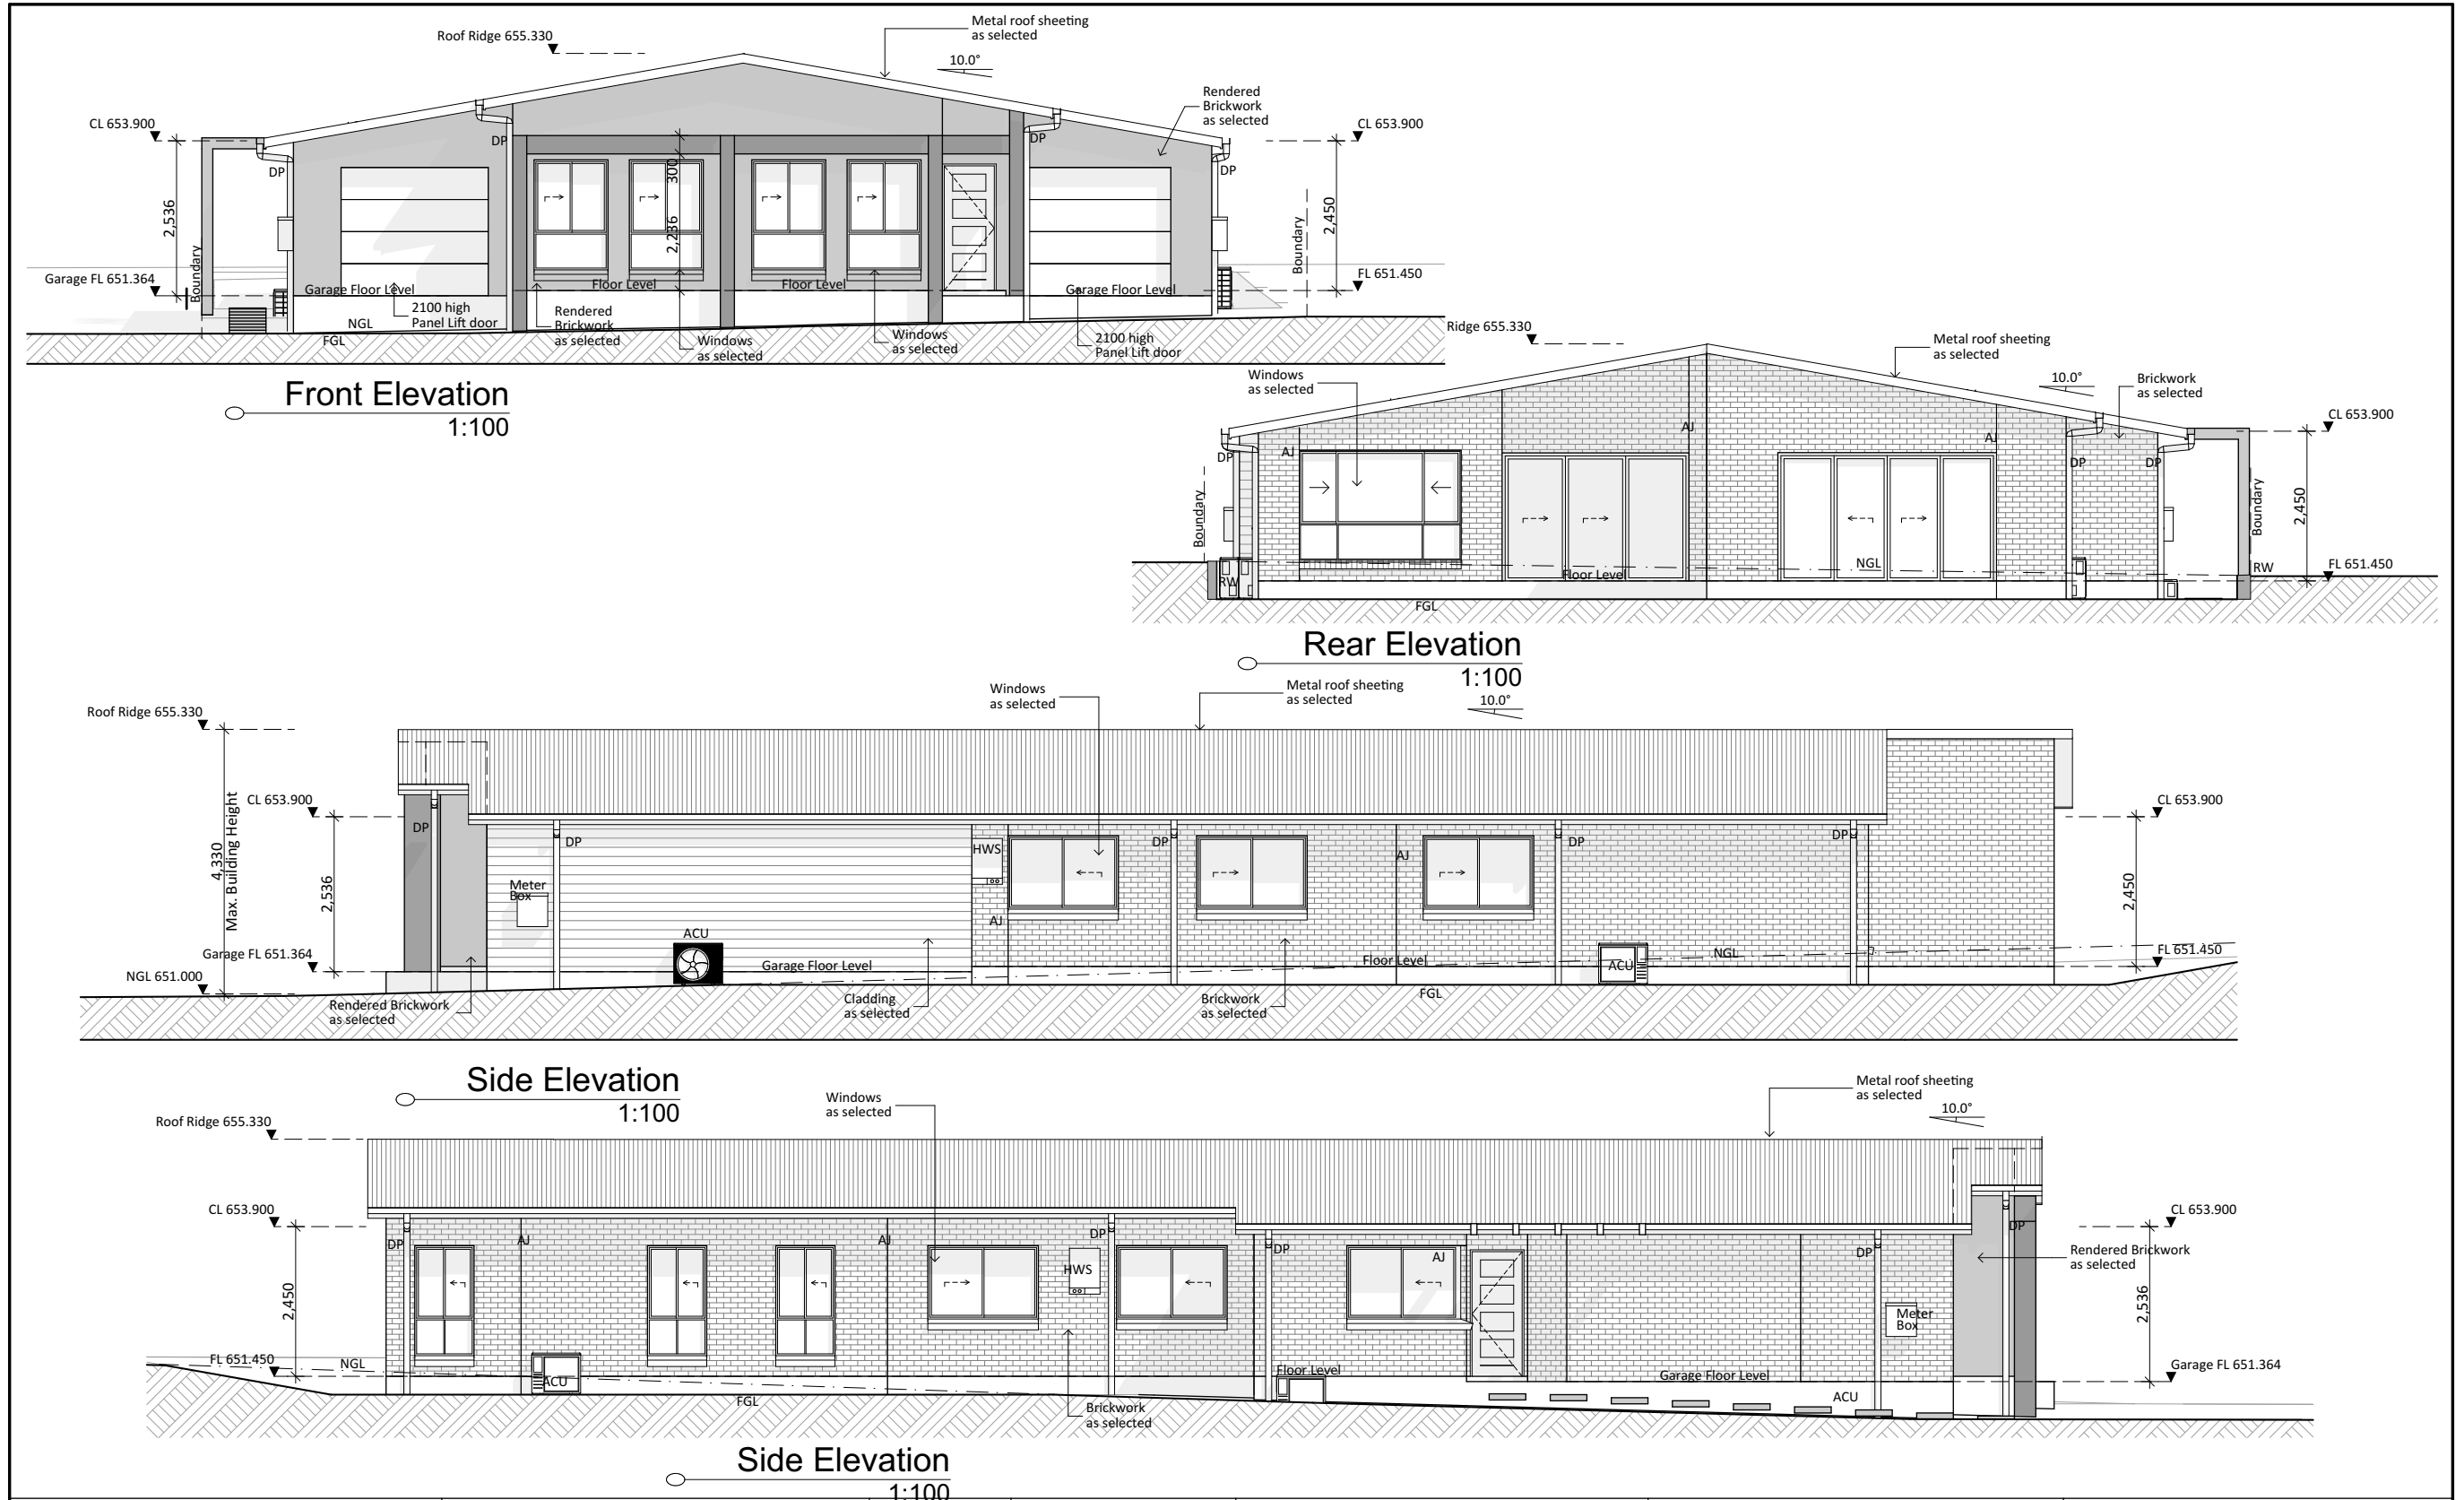 Metal roof sheeting
as selected
Roof Ridge 655.330
10.0°
Rendered
Brickwork
as selected
CL 653.900
CL 653.900
DP
DP
DP
DP
300
2,536
2,236
2,450
Boundary
Boundary
Garage FL 651.364
FL 651.450
Garage Floor Level
Floor Level
Floor Level
Garage Floor Level
2100 high
Panel Lift door
Rendered
Brickwork
as selected
Windows
as selected
Windows
as selected
2100 high
Panel Lift door
NGL
FGL
Front Elevation
1:100
Ridge 655.330
Metal roof sheeting
as selected
Windows
as selected
10.0°
Brickwork
as selected
CL 653.900
AJ
AJ
AJ
DP
DP
DP
Boundary
Boundary
2,450
NGL
Floor Level
RW
RW
FL 651.450
FGL
Rear Elevation
1:100
Windows
as selected
Metal roof sheeting
as selected
10.0°
Roof Ridge 655.330
CL 653.900
CL 653.900
4,330
Max. Building Height
2,536
2,450
DP
DP
DP
DP
DP
HWS
AJ
AJ
Meter
Box
ACU
ACU
Garage FL 651.364
NGL 651.000
Garage Floor Level
Floor Level
NGL
FL 651.450
Rendered Brickwork
as selected
Cladding
as selected
Brickwork
as selected
FGL
Side Elevation
1:100
Windows
as selected
Metal roof sheeting
as selected
10.0°
Roof Ridge 655.330
CL 653.900
CL 653.900
DP
AJ
AJ
DP
DP
AJ
DP
DP
HWS
Rendered Brickwork
as selected
2,450
2,536
Meter
Box
FL 651.450
NGL
ACU
Floor Level
Garage Floor Level
Garage FL 651.364
ACU
FGL
Brickwork
as selected
Side Elevation
1:100